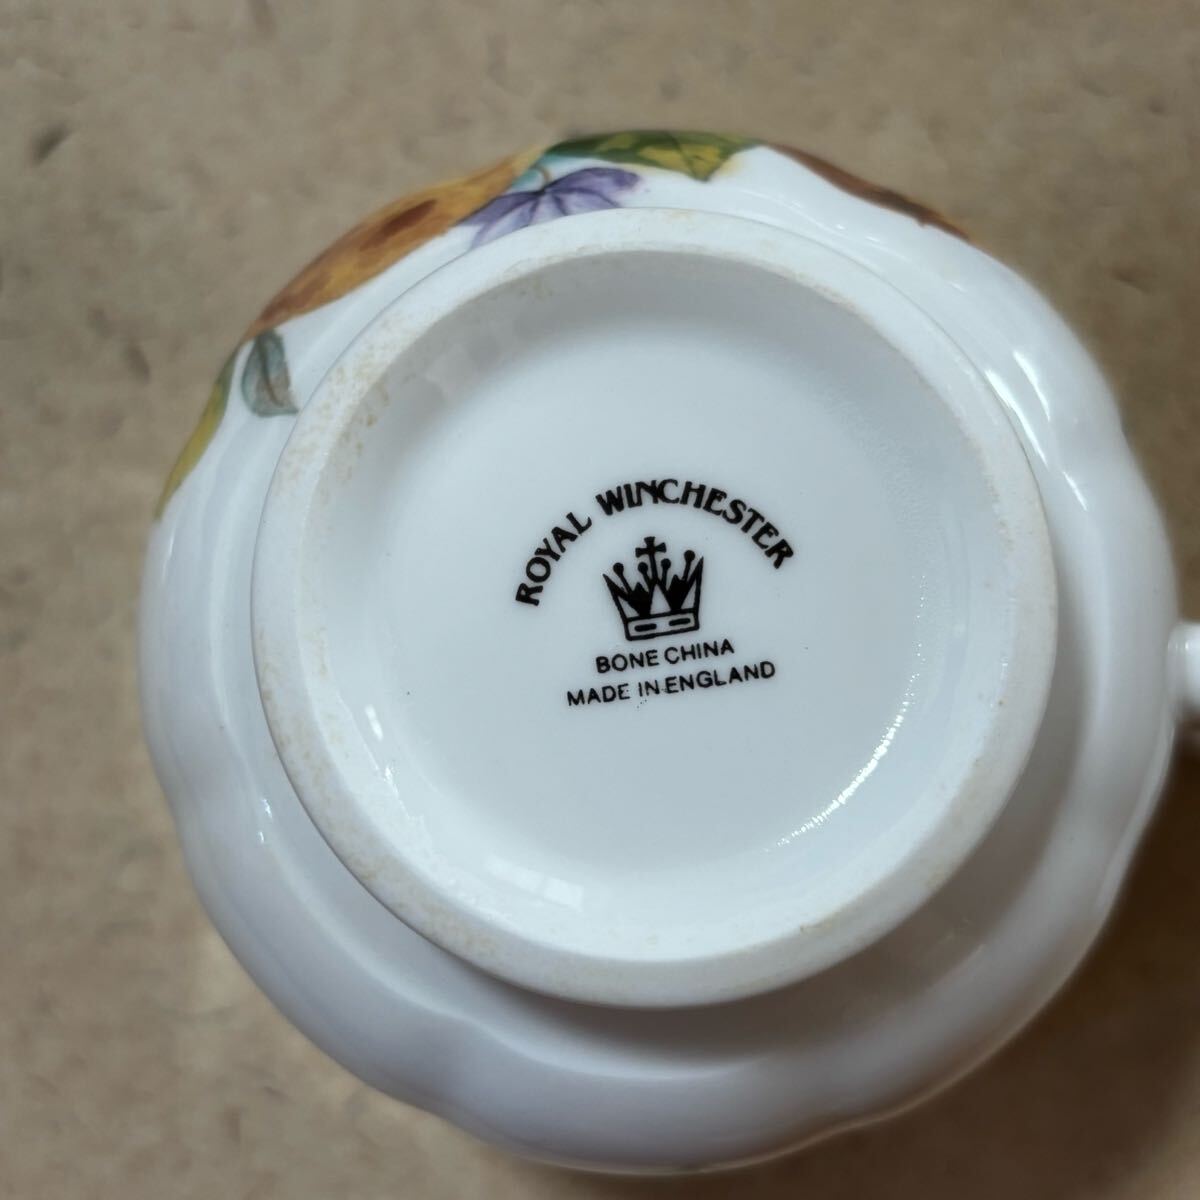 ROYAL WINCHESTER
BONE CHINA
MADE IN ENGLAND